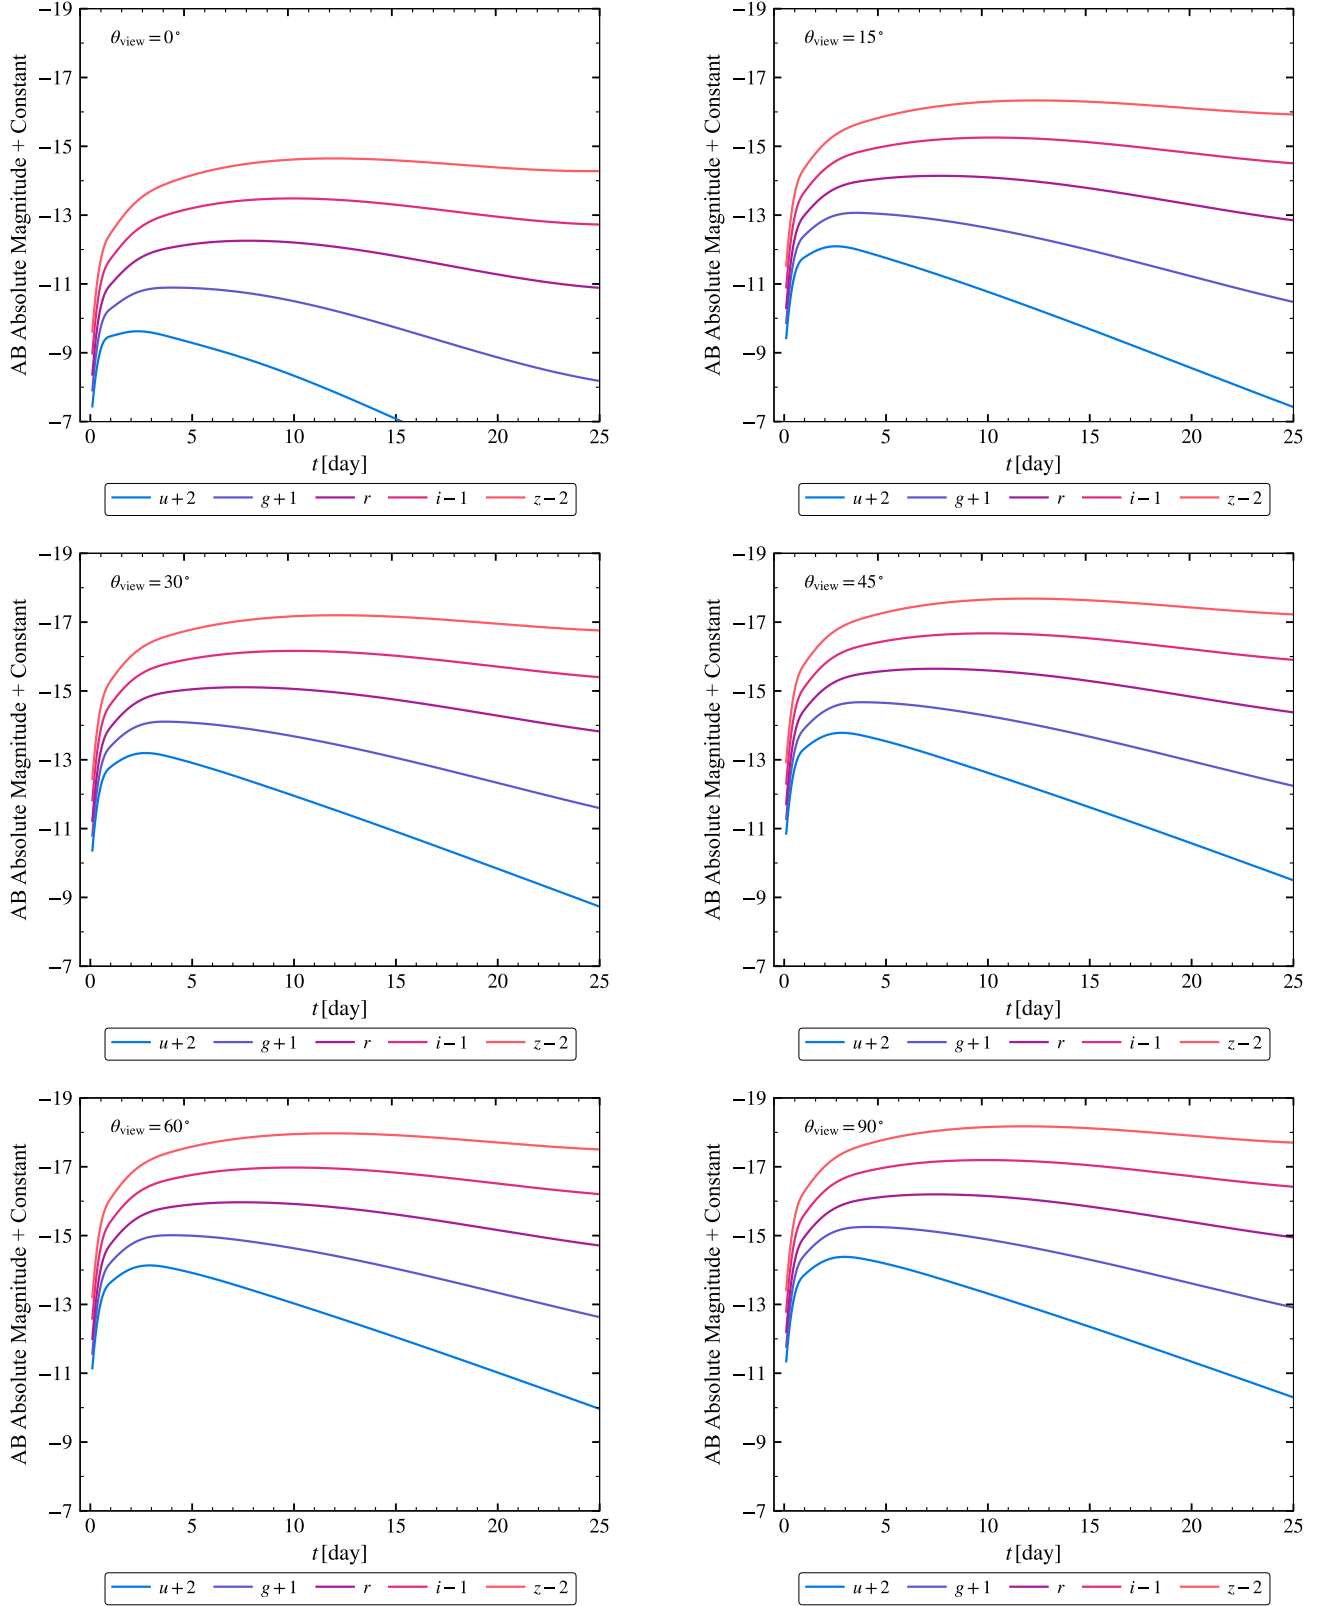 θview = 0°
−19
−17
−15
−13
−11
−9
−7
AB Absolute Magnitude + Constant
0 5 10 15 20 25
t [day]
u + 2 g + 1 r i − 1 z − 2
θview = 15°
−19
−17
−15
−13
−11
−9
−7
AB Absolute Magnitude + Constant
0 5 10 15 20 25
t [day]
u + 2 g + 1 r i − 1 z − 2
θview = 30°
−19
−17
−15
−13
−11
−9
−7
AB Absolute Magnitude + Constant
0 5 10 15 20 25
t [day]
u + 2 g + 1 r i − 1 z − 2
θview = 45°
−19
−17
−15
−13
−11
−9
−7
AB Absolute Magnitude + Constant
0 5 10 15 20 25
t [day]
u + 2 g + 1 r i − 1 z − 2
θview = 60°
−19
−17
−15
−13
−11
−9
−7
AB Absolute Magnitude + Constant
0 5 10 15 20 25
t [day]
u + 2 g + 1 r i − 1 z − 2
θview = 90°
−19
−17
−15
−13
−11
−9
−7
AB Absolute Magnitude + Constant
0 5 10 15 20 25
t [day]
u + 2 g + 1 r i − 1 z − 2